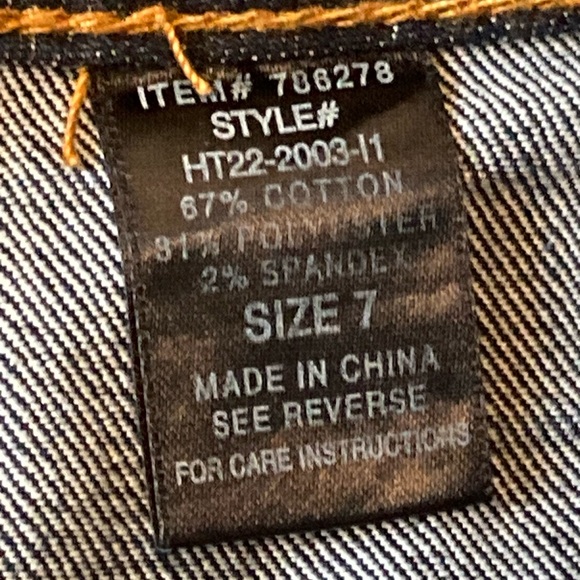 ITEM# 786278
STYLE#
HT22-2003-I1
67% COTTON
31% POLYESTER
2% SPANDEX
SIZE 7
MADE IN CHINA
SEE REVERSE
FOR CARE INSTRUCTIONS